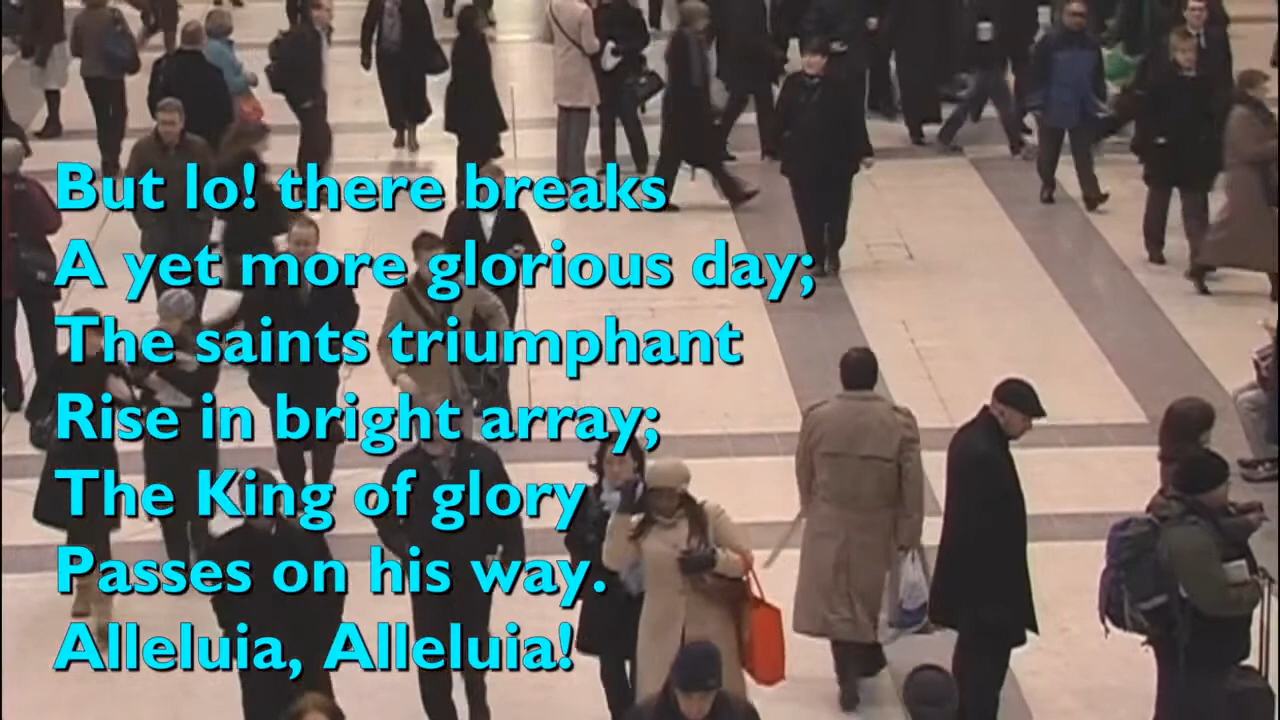 But lo! there breaks
A yet more glorious day;
The saints triumphant
Rise in bright array;
The King of glory
Passes on his way.
Alleluia, Alleluia!